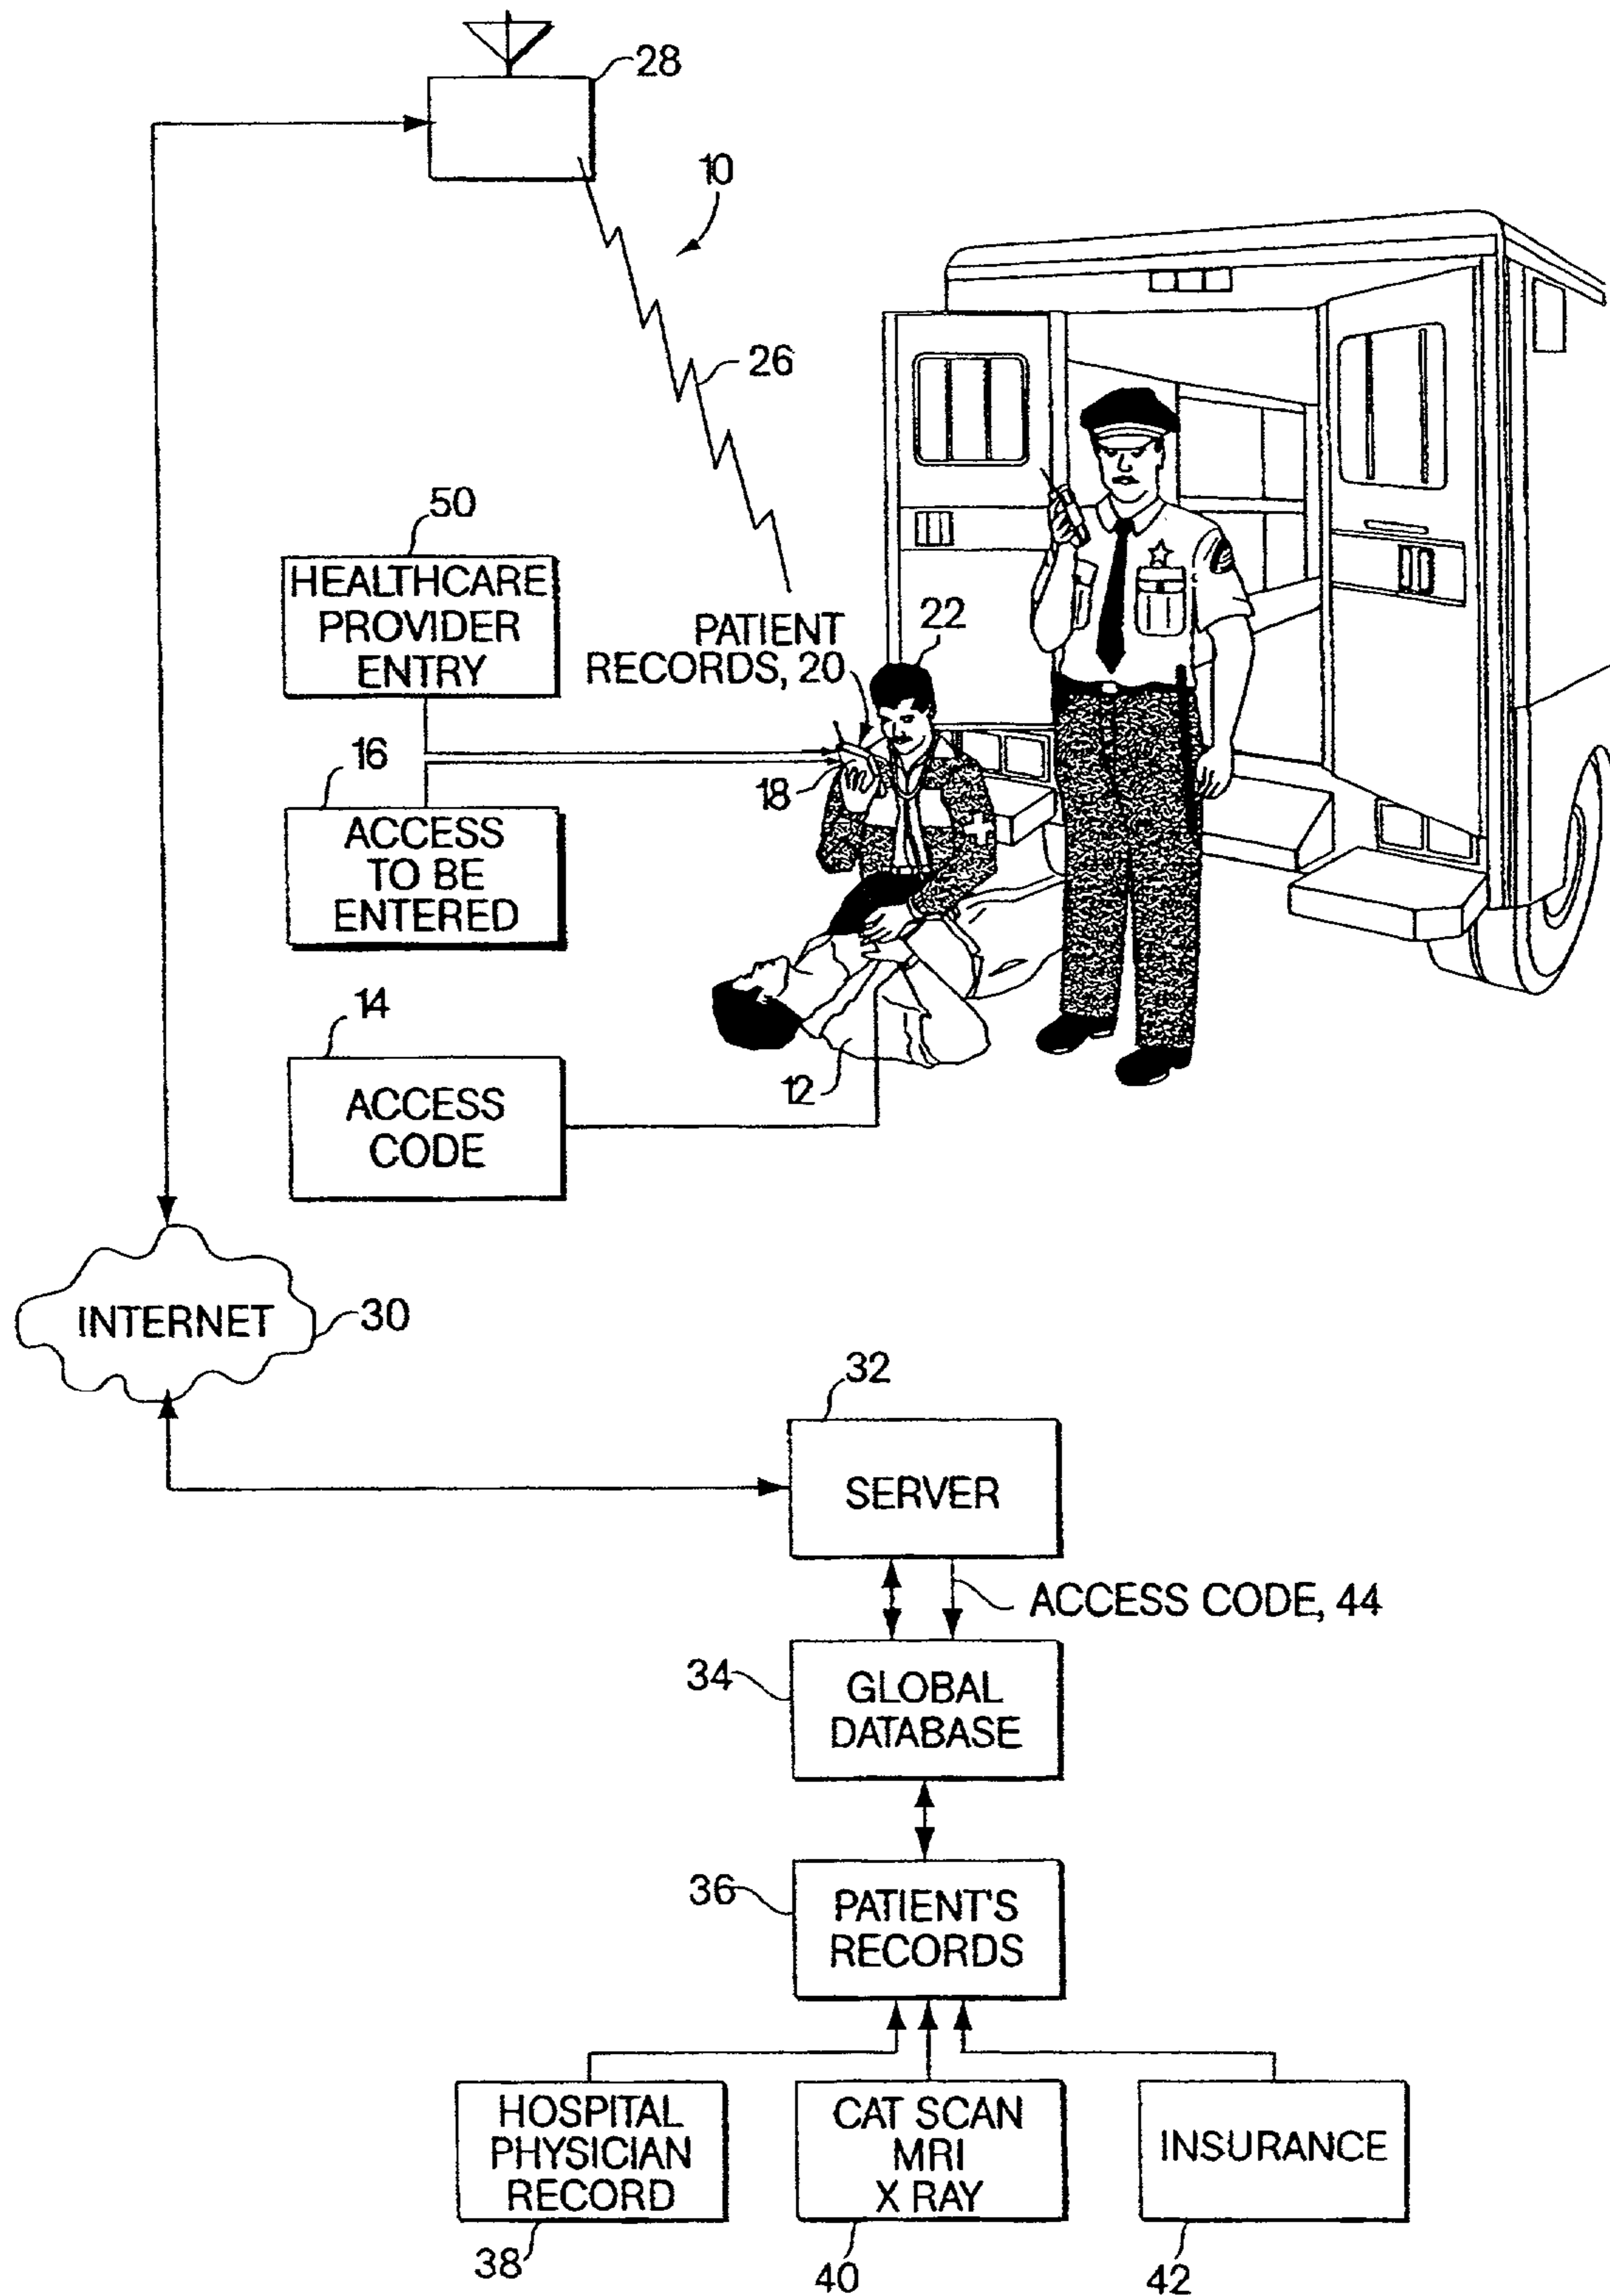 28
10
26
50
HEALTHCARE
PROVIDER
ENTRY
PATIENT
RECORDS, 20
22
16
18
ACCESS
TO BE
ENTERED
14
12
ACCESS
CODE
INTERNET
30
32
SERVER
ACCESS CODE, 44
34
GLOBAL
DATABASE
36
PATIENT'S
RECORDS
HOSPITAL
PHYSICIAN
RECORD
CAT SCAN
MRI
X RAY
INSURANCE
38
40
42